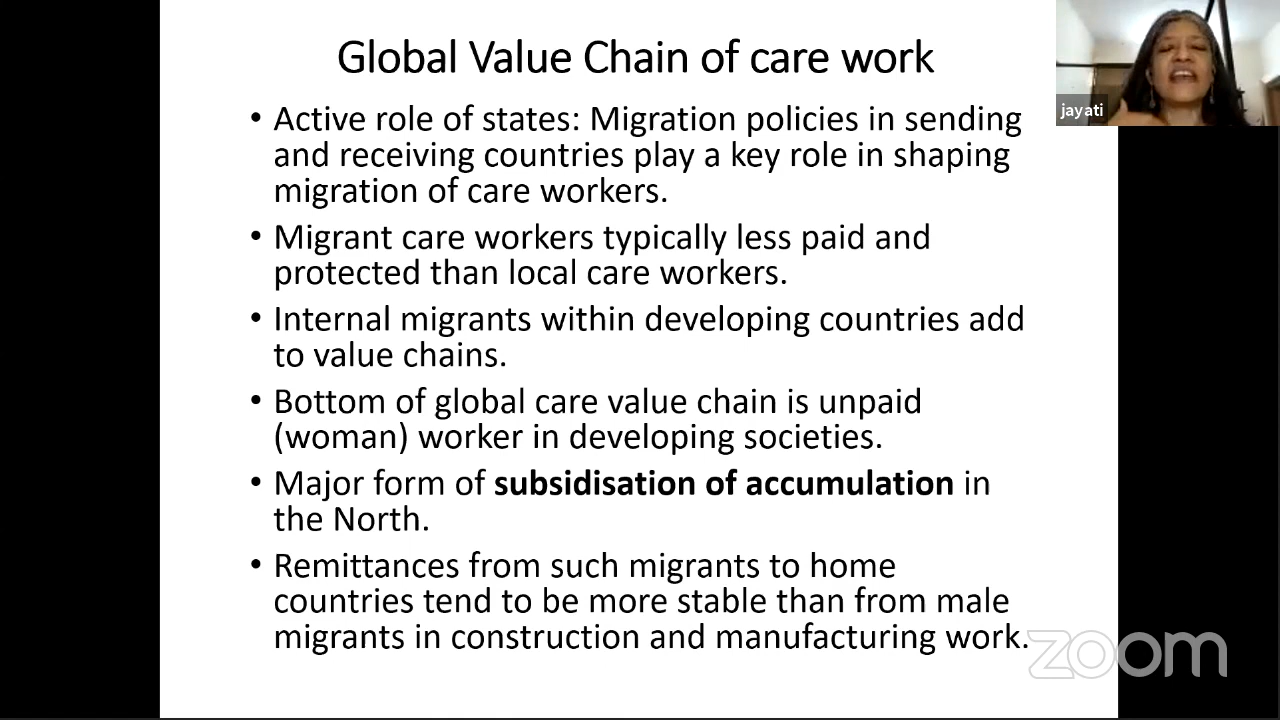 Global Value Chain of care work
• Active role of states: Migration policies in sending
and receiving countries play a key role in shaping
migration of care workers.
• Migrant care workers typically less paid and
protected than local care workers.
• Internal migrants within developing countries add
to value chains.
• Bottom of global care value chain is unpaid
(woman) worker in developing societies.
• Major form of subsidisation of accumulation in
the North.
• Remittances from such migrants to home
countries tend to be more stable than from male
migrants in construction and manufacturing work.
jayati
zoom